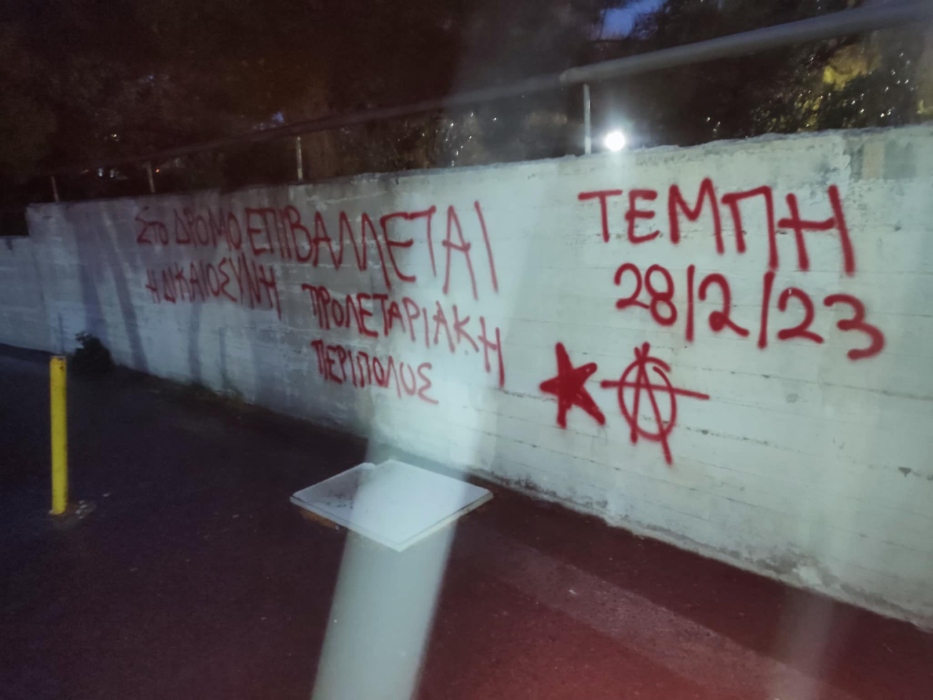 ΣΤΟ ΔΡΟΜΟ ΕΠΙΒΑΛΛΕΤΑΙ
Η ΔΙΚΑΙΟΣΥΝΗ
ΠΡΟΛΕΤΑΡΙΑΚΗ
ΠΕΡΙΠΟΛΟΣ
ΤΕΜΠΗ
28/2/23